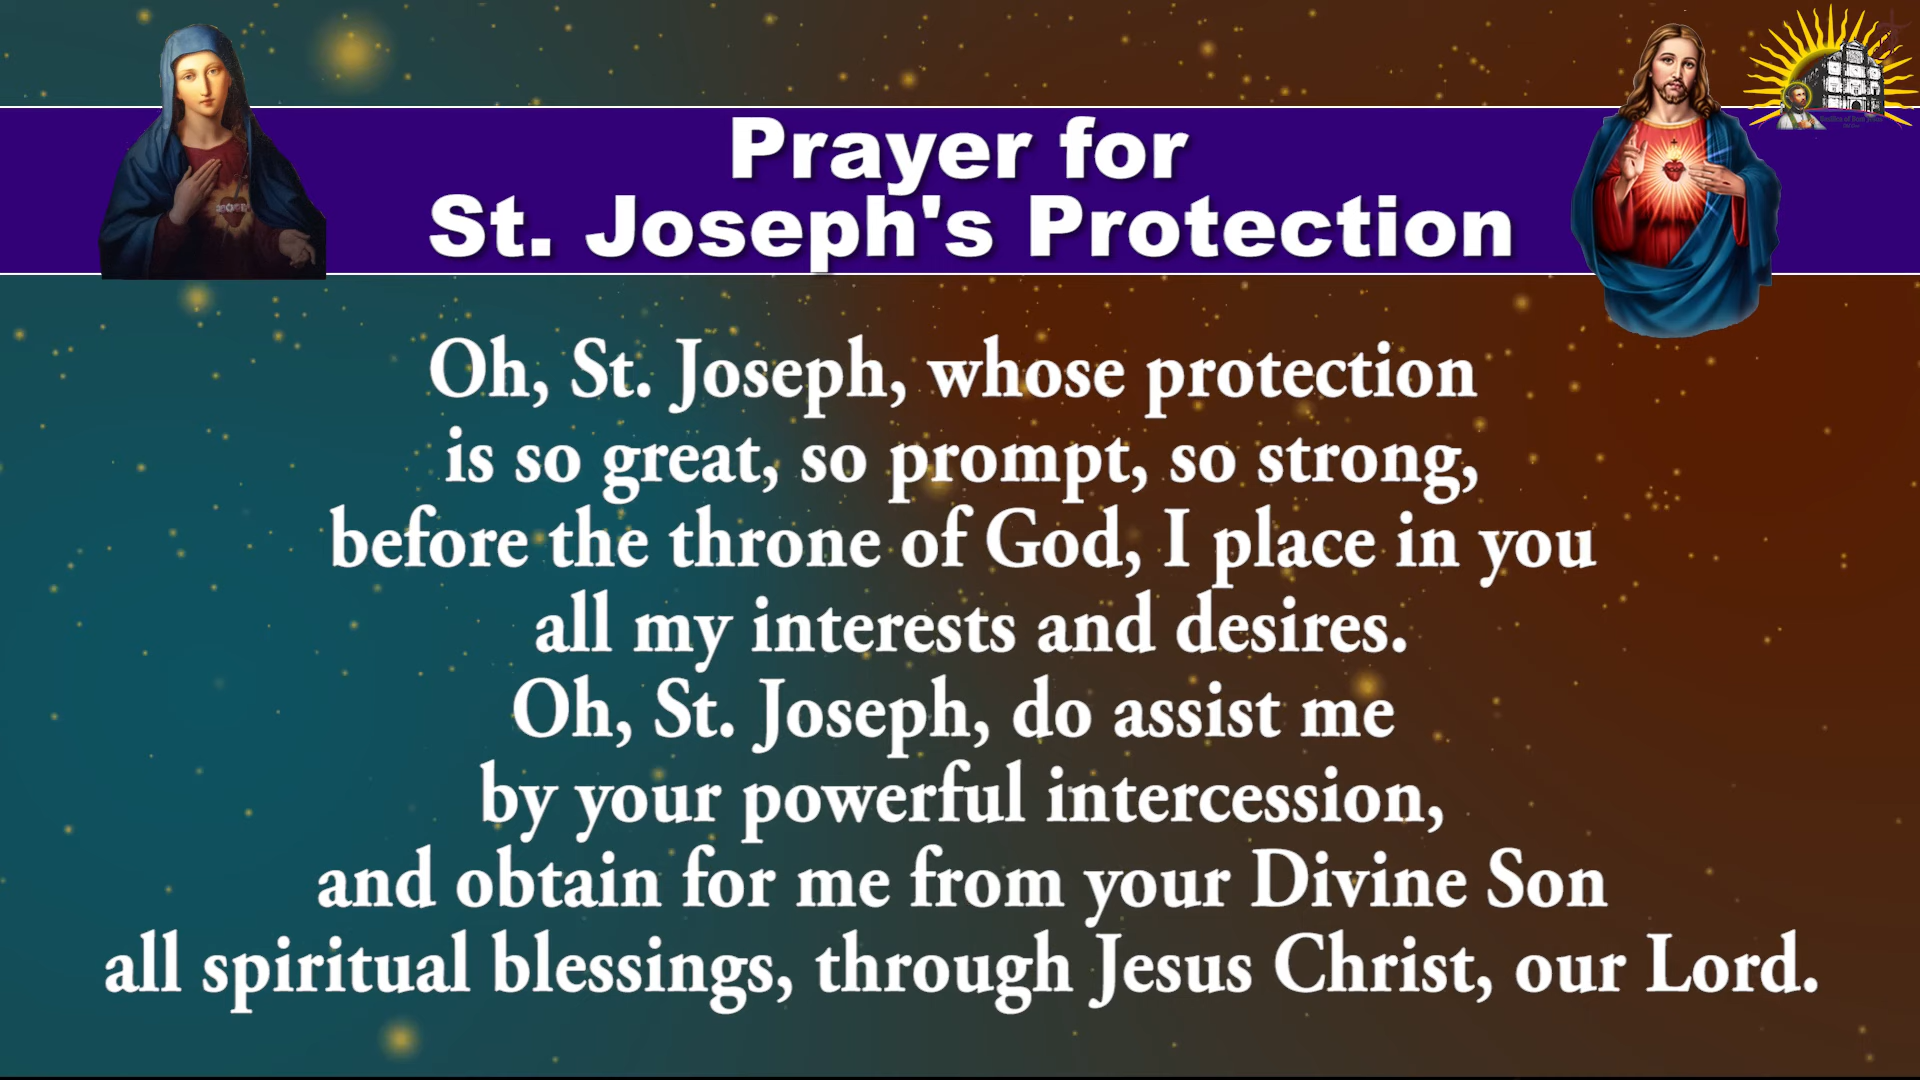 Prayer for
St. Joseph's Protection
Oh, St. Joseph, whose protection
is so great, so prompt, so strong,
before the throne of God, I place in you
all my interests and desires.
Oh, St. Joseph, do assist me
by your powerful intercession,
and obtain for me from your Divine Son
all spiritual blessings, through Jesus Christ, our Lord.